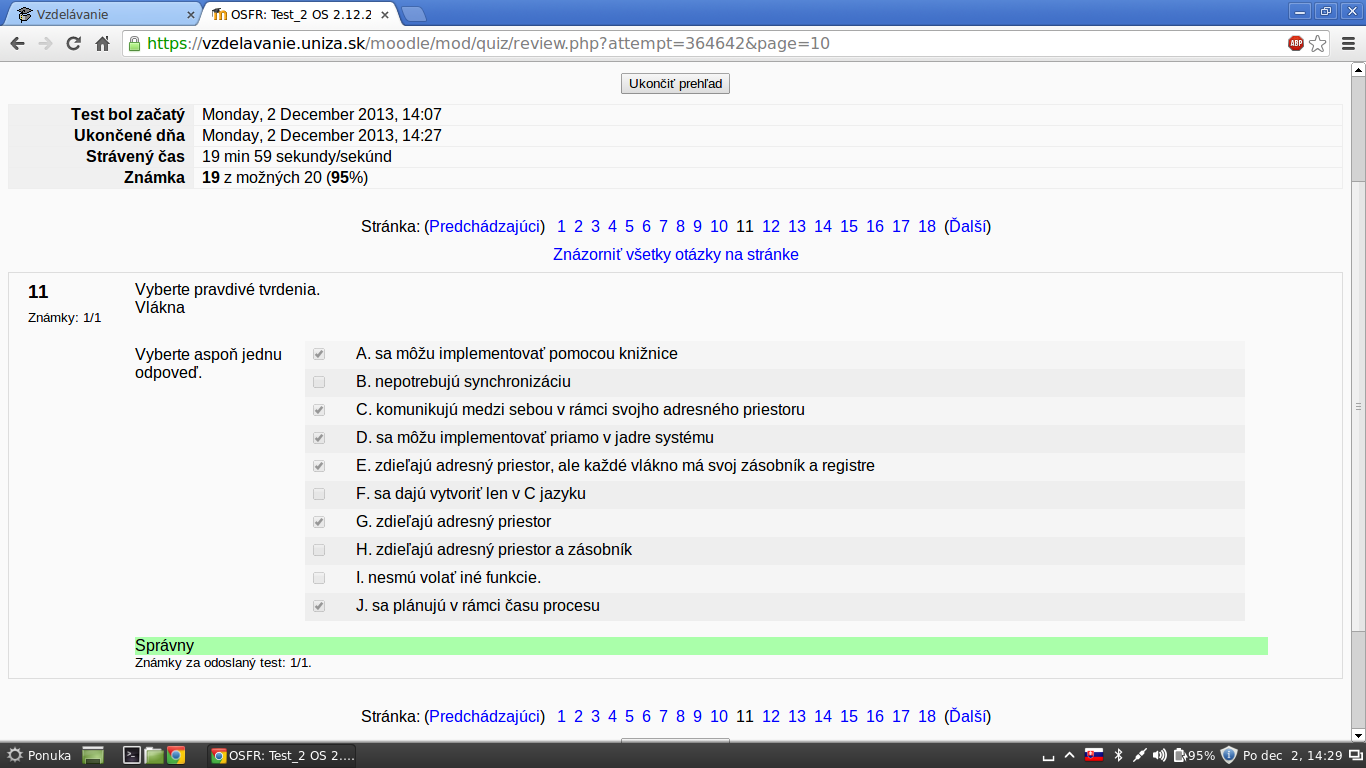 Vzdelávanie
OSFR: Test_2 OS 2.12.2
https://vzdelavanie.uniza.sk/moodle/mod/quiz/review.php?attempt=364642&page=10
ABP
Ukončiť prehľad
Test bol začatý Monday, 2 December 2013, 14:07
Ukončené dňa Monday, 2 December 2013, 14:27
Strávený čas 19 min 59 sekundy/sekúnd
Známka 19 z možných 20 (95%)
Stránka: (Predchádzajúci) 1 2 3 4 5 6 7 8 9 10 11 12 13 14 15 16 17 18 (Ďalší)
Znázorniť všetky otázky na stránke
11
Známky: 1/1
Vyberte pravdivé tvrdenia.
Vlákna
Vyberte aspoň jednu
odpoveď.
A. sa môžu implementovať pomocou knižnice
B. nepotrebujú synchronizáciu
C. komunikujú medzi sebou v rámci svojho adresného priestoru
D. sa môžu implementovať priamo v jadre systému
E. zdieľajú adresný priestor, ale každé vlákno má svoj zásobník a registre
F. sa dajú vytvoriť len v C jazyku
G. zdieľajú adresný priestor
H. zdieľajú adresný priestor a zásobník
I. nesmú volať iné funkcie.
J. sa plánujú v rámci času procesu
Správny
Známky za odoslaný test: 1/1.
Stránka: (Predchádzajúci) 1 2 3 4 5 6 7 8 9 10 11 12 13 14 15 16 17 18 (Ďalší)
Ponuka
OSFR: Test_2 OS 2....
95%
Po dec 2, 14:29